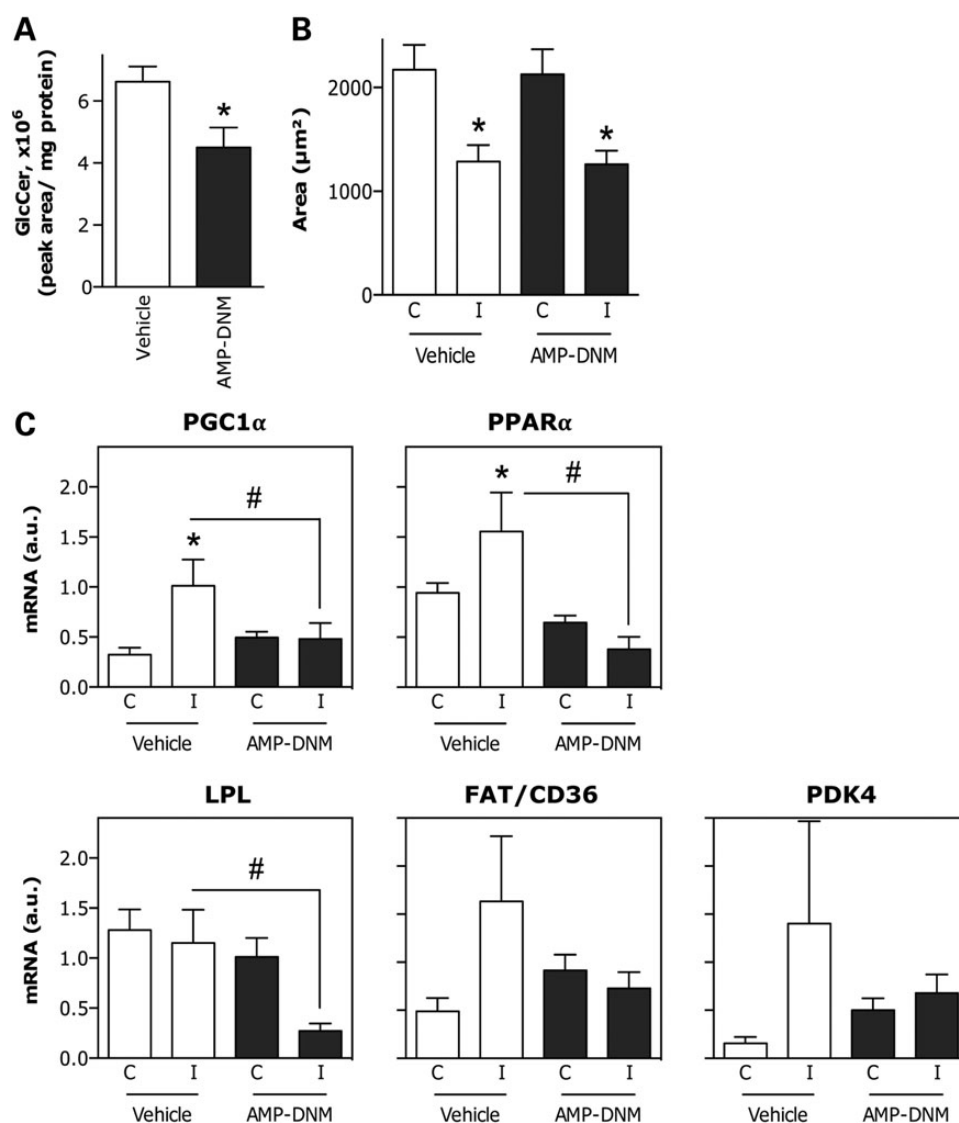 A
GlcCer, x10⁶
(peak area/ mg protein)
6
4
2
0
*
Vehicle
AMP-DNM
B
Area (µm²)
2000
1000
0
*
*
C I C I
Vehicle AMP-DNM
C
PGC1α PPARα
mRNA (a.u.)
2.0
1.5
1.0
0.5
0.0
*
#
*
#
C I C I C I C I
Vehicle AMP-DNM Vehicle AMP-DNM
LPL FAT/CD36 PDK4
mRNA (a.u.)
2.0
1.5
1.0
0.5
0.0
#
C I C I C I C I C I C I
Vehicle AMP-DNM Vehicle AMP-DNM Vehicle AMP-DNM